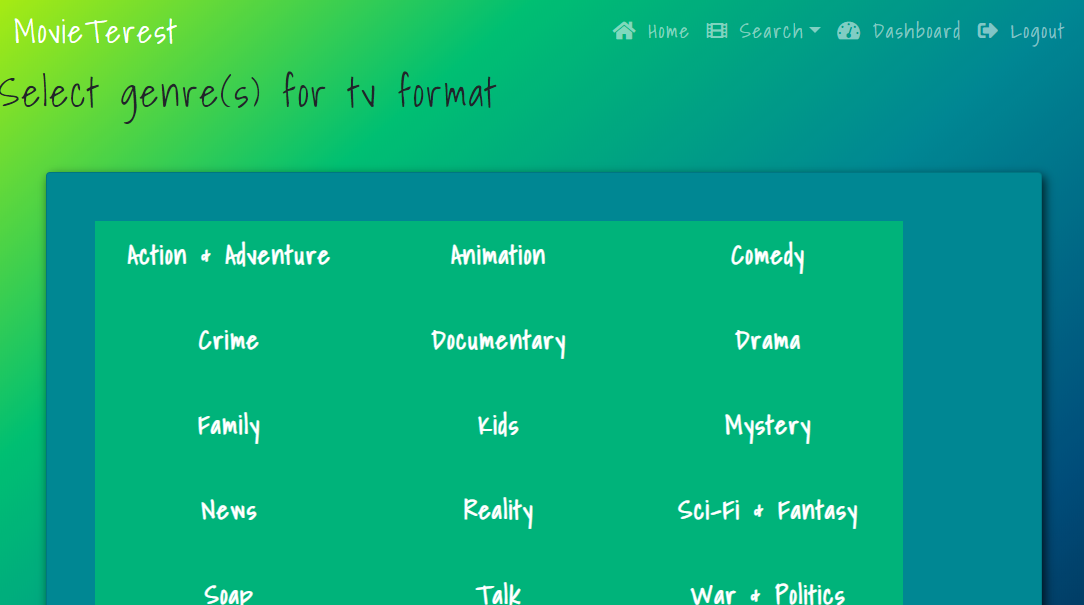 MovieTerest Home Search Dashboard Logout
Select genre(s) for tv format
Action & Adventure Animation Comedy
Crime Documentary Drama
Family Kids Mystery
News Reality Sci-Fi & Fantasy
Soap Talk War & Politics